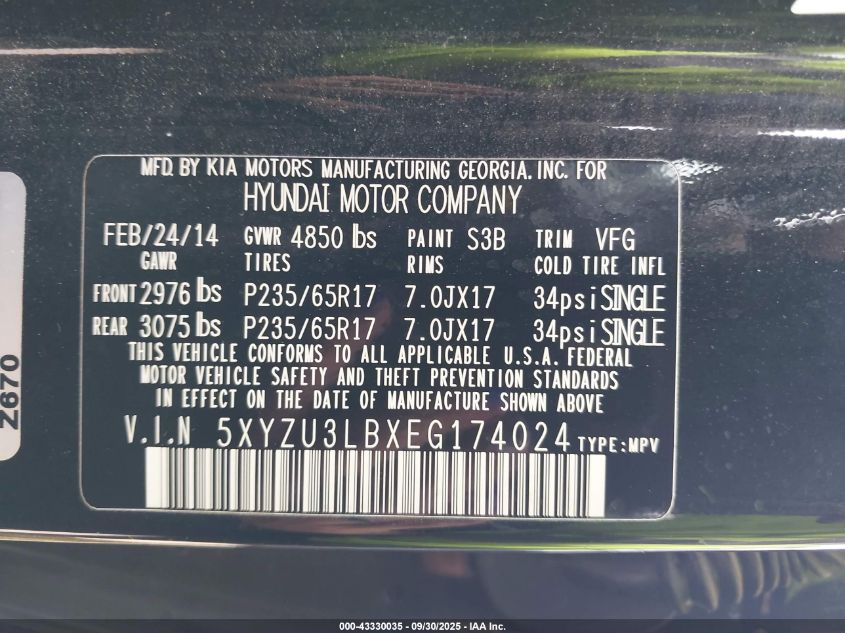 MFD. BY KIA MOTORS MANUFACTURING GEORGIA. INC. FOR
HYUNDAI MOTOR COMPANY
FEB/24/14 GVWR 4850 lbs PAINT S3B TRIM VFG
GAWR TIRES RIMS COLD TIRE INFL
FRONT 2976 lbs P235/65R17 7.0JX17 34psi SINGLE
REAR 3075 lbs P235/65R17 7.0JX17 34psi SINGLE
THIS VEHICLE CONFORMS TO ALL APPLICABLE U.S.A. FEDERAL
MOTOR VEHICLE SAFETY AND THEFT PREVENTION STANDARDS
IN EFFECT ON THE DATE OF MANUFACTURE SHOWN ABOVE
V.I.N 5XYZU3LBXEG174024 TYPE:MPV
Z670
000-43330035 - 09/30/2025 - IAA Inc.